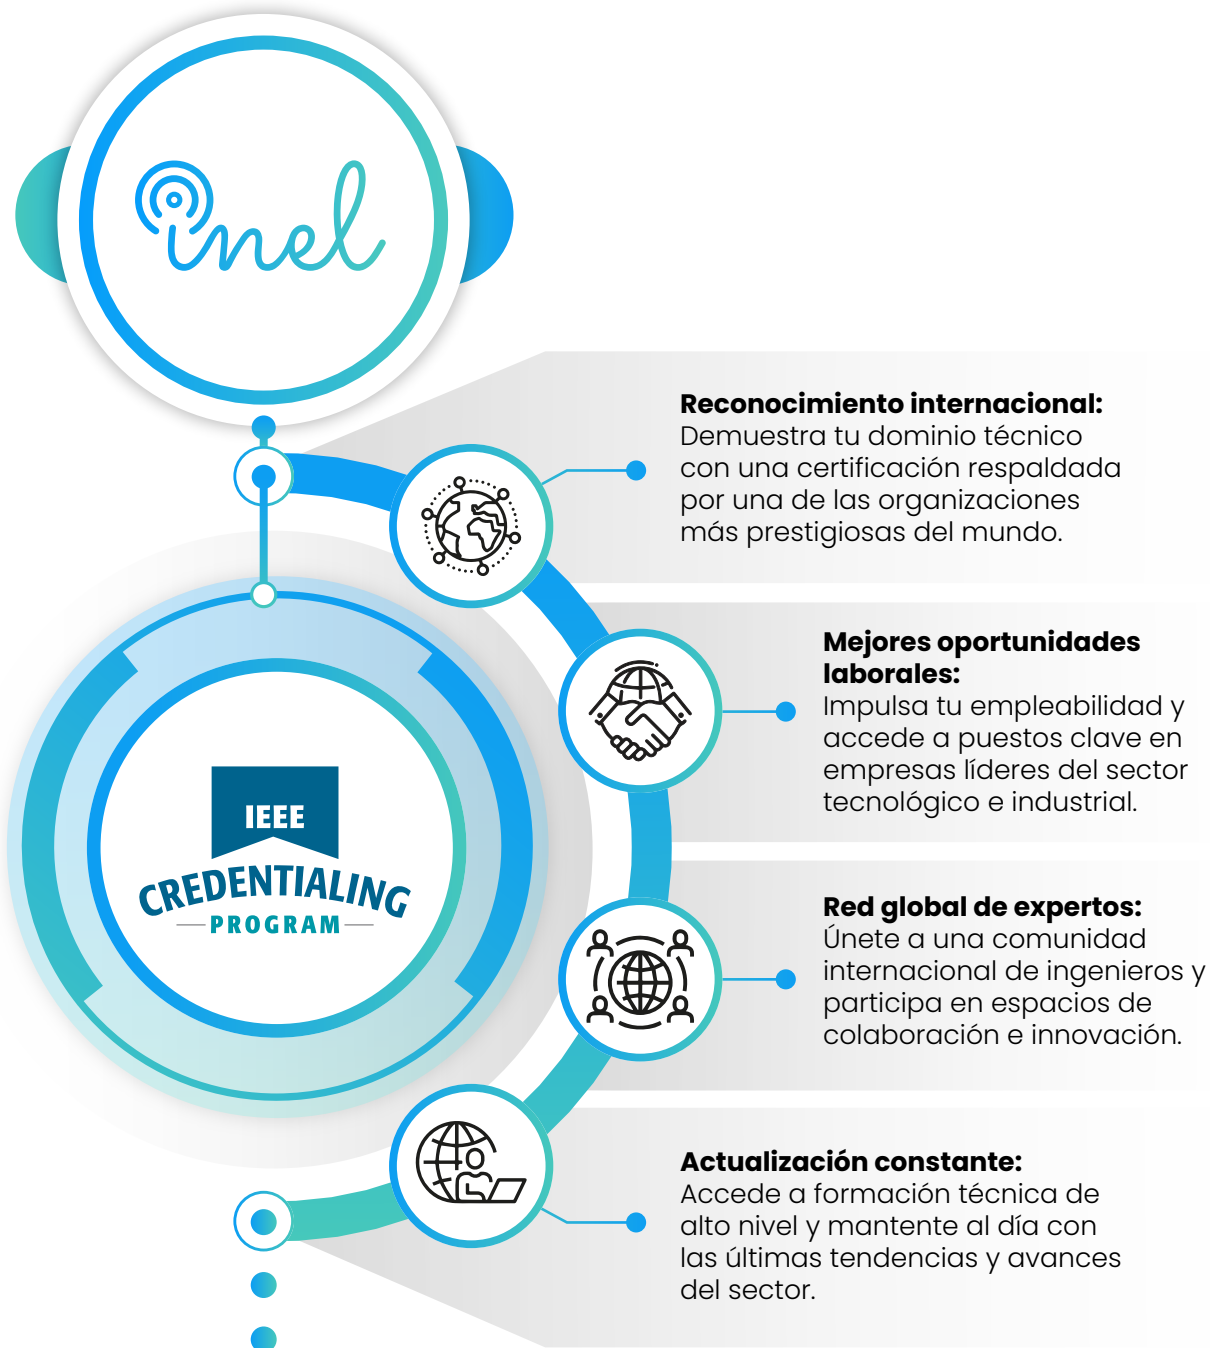 inel
Reconocimiento internacional:
Demuestra tu dominio técnico
con una certificación respaldada
por una de las organizaciones
más prestigiosas del mundo.
Mejores oportunidades
laborales:
Impulsa tu empleabilidad y
accede a puestos clave en
empresas líderes del sector
tecnológico e industrial.
IEEE
CREDENTIALING
PROGRAM
Red global de expertos:
Únete a una comunidad
internacional de ingenieros y
participa en espacios de
colaboración e innovación.
Actualización constante:
Accede a formación técnica de
alto nivel y mantente al día con
las últimas tendencias y avances
del sector.